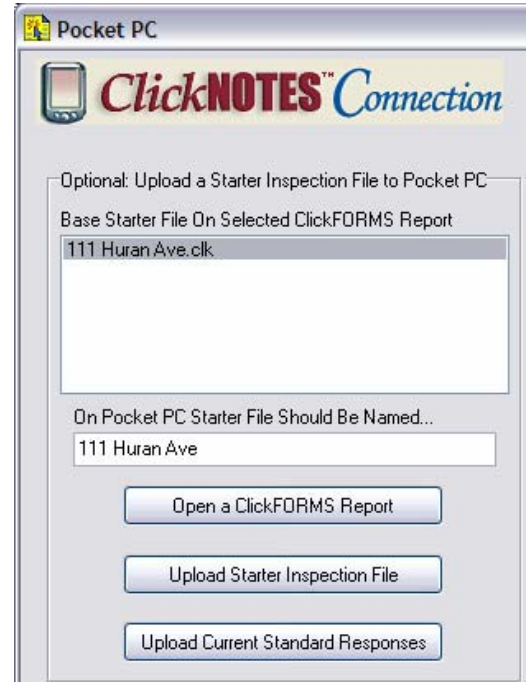 Pocket PC
ClickNOTES™Connection
Optional: Upload a Starter Inspection File to Pocket PC
Base Starter File On Selected ClickFORMS Report
111 Huran Ave.clk
On Pocket PC Starter File Should Be Named...
111 Huran Ave
Open a ClickFORMS Report
Upload Starter Inspection File
Upload Current Standard Responses